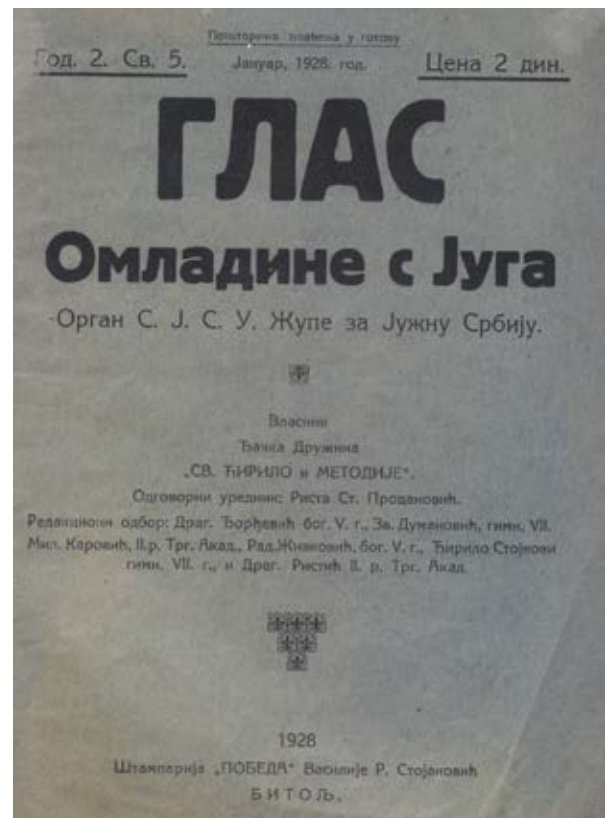 Поштарина плаћена у готову
Год. 2. Св. 5.
Јануар, 1928. год.
Цена 2 дин.
ГЛАС
Омладине с Југа
Орган С. Ј. С. У. Жупе за Јужну Србију.
Власник
Ђачка Дружина
„СВ. ЋИРИЛО и МЕТОДИЈЕ“.
Одговорни уредник: Риста Ст. Продановић.
Редакциони одбор: Драг. Ђорђевић бог. V. г., Зв. Думановић, гимн. VII.
Мил. Каровић, II.р. Трг. Акад., Рад. Живковић, бог. V. г., Ћирило Стојкови
гимн. VII. г., и Драг. Ристић II. р. Трг. Акад.
1928
Штампарија „ПОБЕДА“ Василије Р. Стојановић
БИТОЉ.